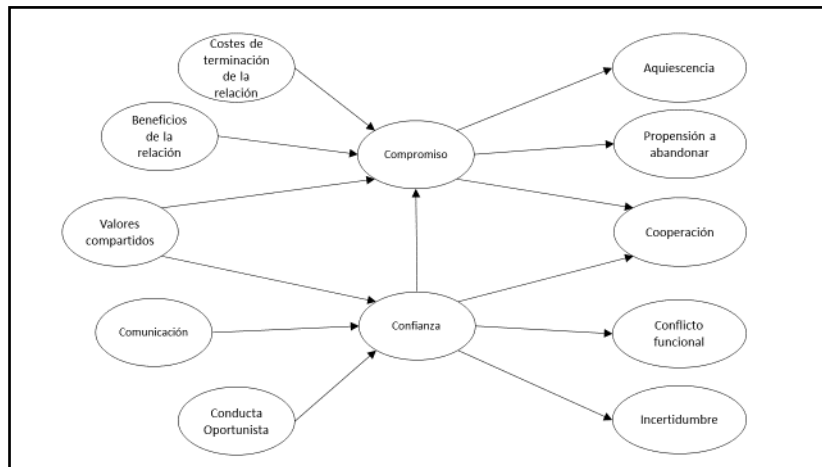 Costes de
terminación
de la
relación
Aquiescencia
Beneficios
de la
relación
Propensión a
abandonar
Compromiso
Valores
compartidos
Cooperación
Comunicación
Confianza
Conflicto
funcional
Conducta
Oportunista
Incertidumbre